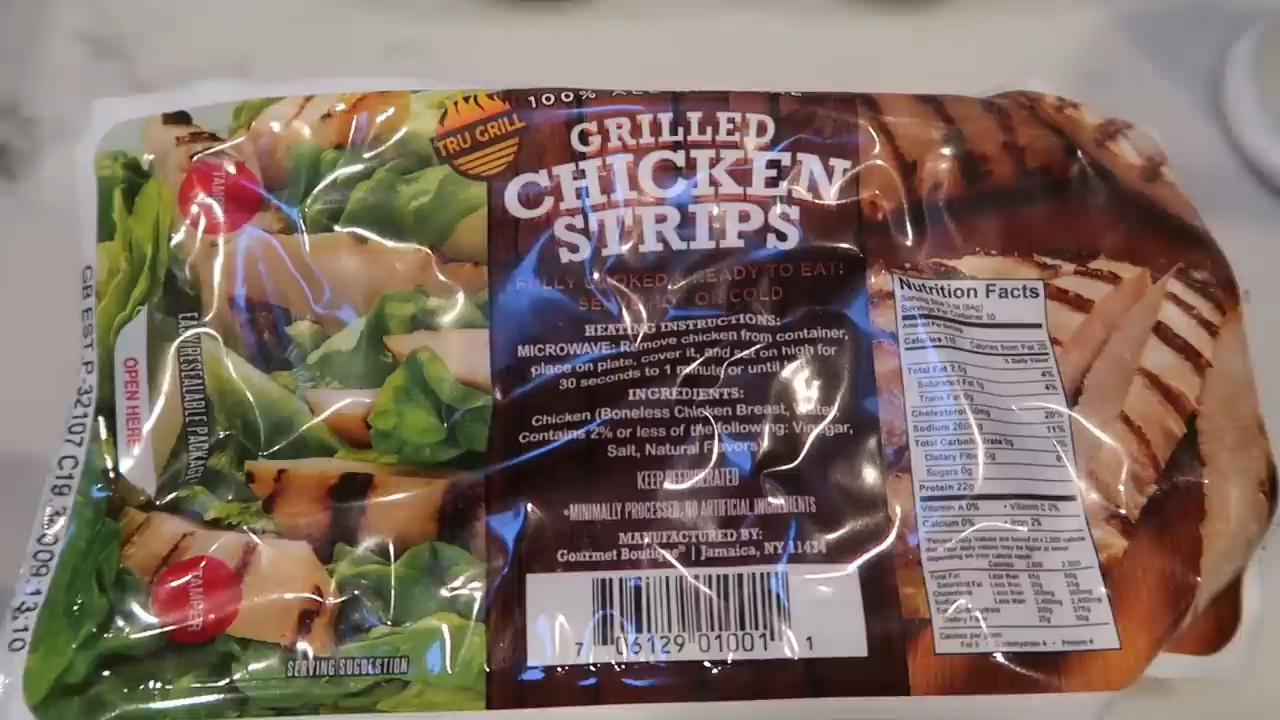 TRU GRILL
100%
GRILLED
CHICKEN
STRIPS
FULLY COOKED & READY TO EAT!
SERVE HOT OR COLD
HEATING INSTRUCTIONS:
MICROWAVE: Remove chicken from container,
place on plate, cover it, and set on high for
30 seconds to 1 minute or until hot.
INGREDIENTS:
Chicken (Boneless Chicken Breast, Water,
Contains 2% or less of the following: Vinegar,
Salt, Natural Flavors)
KEEP REFRIGERATED
*MINIMALLY PROCESSED, NO ARTIFICIAL INGREDIENTS
MANUFACTURED BY:
Gourmet Boutique | Jamaica, NY 11434
7 06129 01001 1
TAMPER
OPEN HERE
EASY RESEALABLE PACKAGE
TAMPER
SERVING SUGGESTION
GB EST P-32107 C19
13:10
Nutrition Facts
Serving Size 3 oz (84g)
Servings Per Container 10
Amount Per Serving
Calories 110 Calories from Fat 20
% Daily Value*
Total Fat 2.5g 4%
Saturated Fat 1g 4%
Trans Fat 0g
Cholesterol 60mg 20%
Sodium 11%
Total Carbohydrate 0g
Dietary Fiber 0g
Sugars 0g
Protein 22g
Vitamin A 0% • Vitamin C 0%
Calcium 0% • Iron 2%
*Percent Daily Values are based on a 2,000 calorie
diet. Your daily values may be higher or lower
depending on your calorie needs:
Calories: 2,000 2,500
Total Fat Less than 65g 80g
Saturated Fat Less than 20g 25g
Cholesterol Less than 300mg 300mg
Sodium Less than 2,400mg 2,400mg
Total Carbohydrate 300g 375g
Dietary Fiber 25g 30g
Calories per gram:
Fat 9 • Carbohydrate 4 • Protein 4